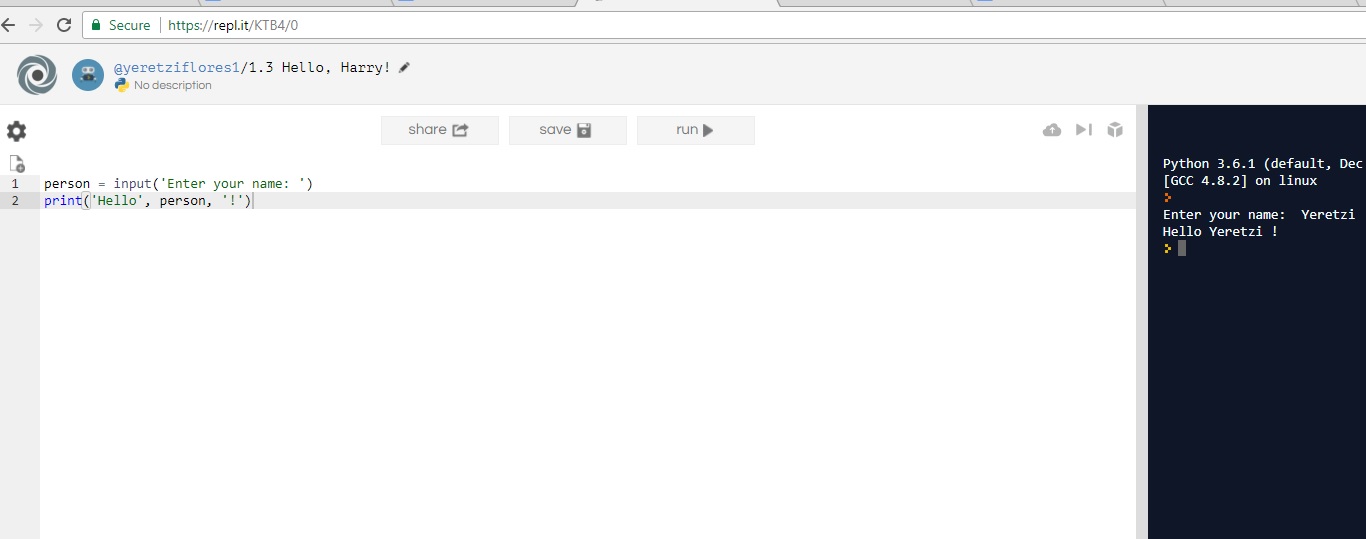 Secure https://repl.it/KTB4/0
@yeretziflores1/1.3 Hello, Harry!
No description
share save run
1 person = input('Enter your name: ')
2 print('Hello', person, '!')
Python 3.6.1 (default, Dec
[GCC 4.8.2] on linux
Enter your name:  Yeretzi
Hello Yeretzi !